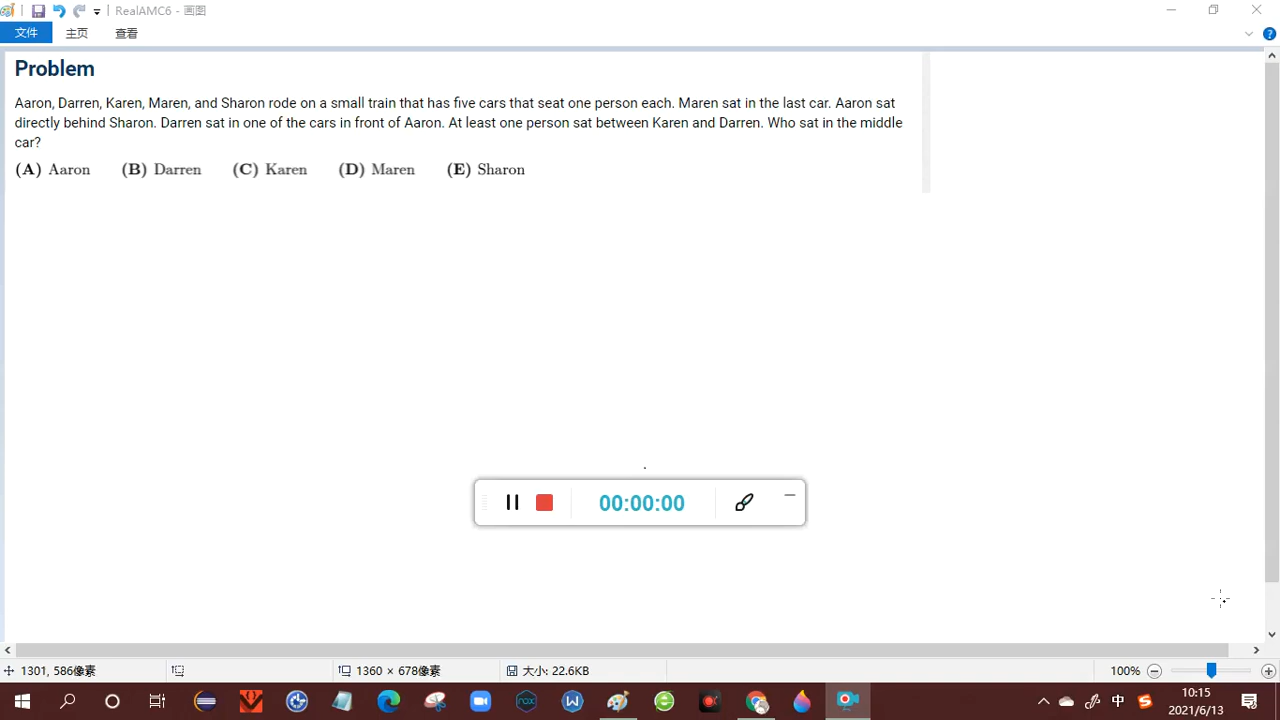 RealAMC6 - 画图
文件 主页 查看
Problem
Aaron, Darren, Karen, Maren, and Sharon rode on a small train that has five cars that seat one person each. Maren sat in the last car. Aaron sat
directly behind Sharon. Darren sat in one of the cars in front of Aaron. At least one person sat between Karen and Darren. Who sat in the middle
car?
(A) Aaron (B) Darren (C) Karen (D) Maren (E) Sharon
00:00:00
1301, 586像素 1360 × 678像素 大小: 22.6KB 100%
nox 中 10:15
2021/6/13